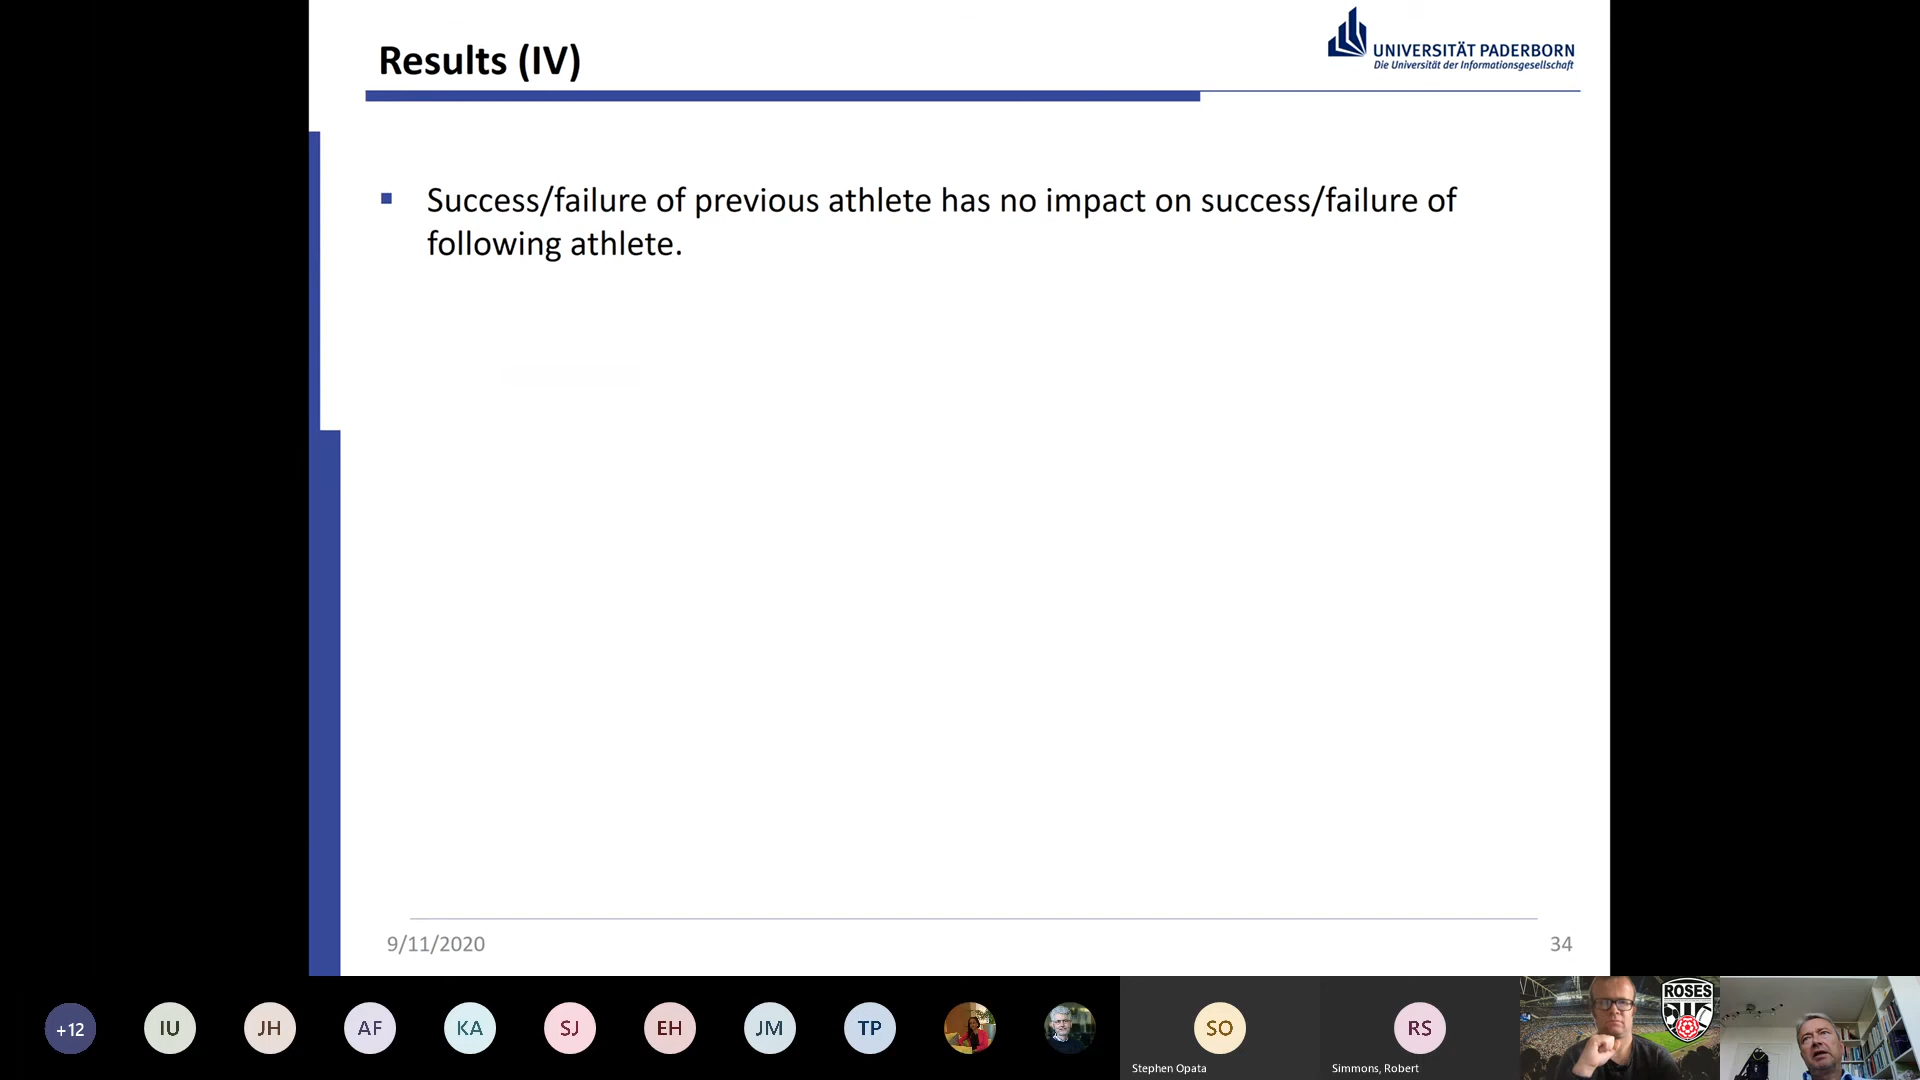 Results (IV)
UNIVERSITÄT PADERBORN
Die Universität der Informationsgesellschaft
Success/failure of previous athlete has no impact on success/failure of
following athlete.
9/11/2020
34
+12
IU
JH
AF
KA
SJ
EH
JM
TP
SO
Stephen Opata
RS
Simmons, Robert
ROSES